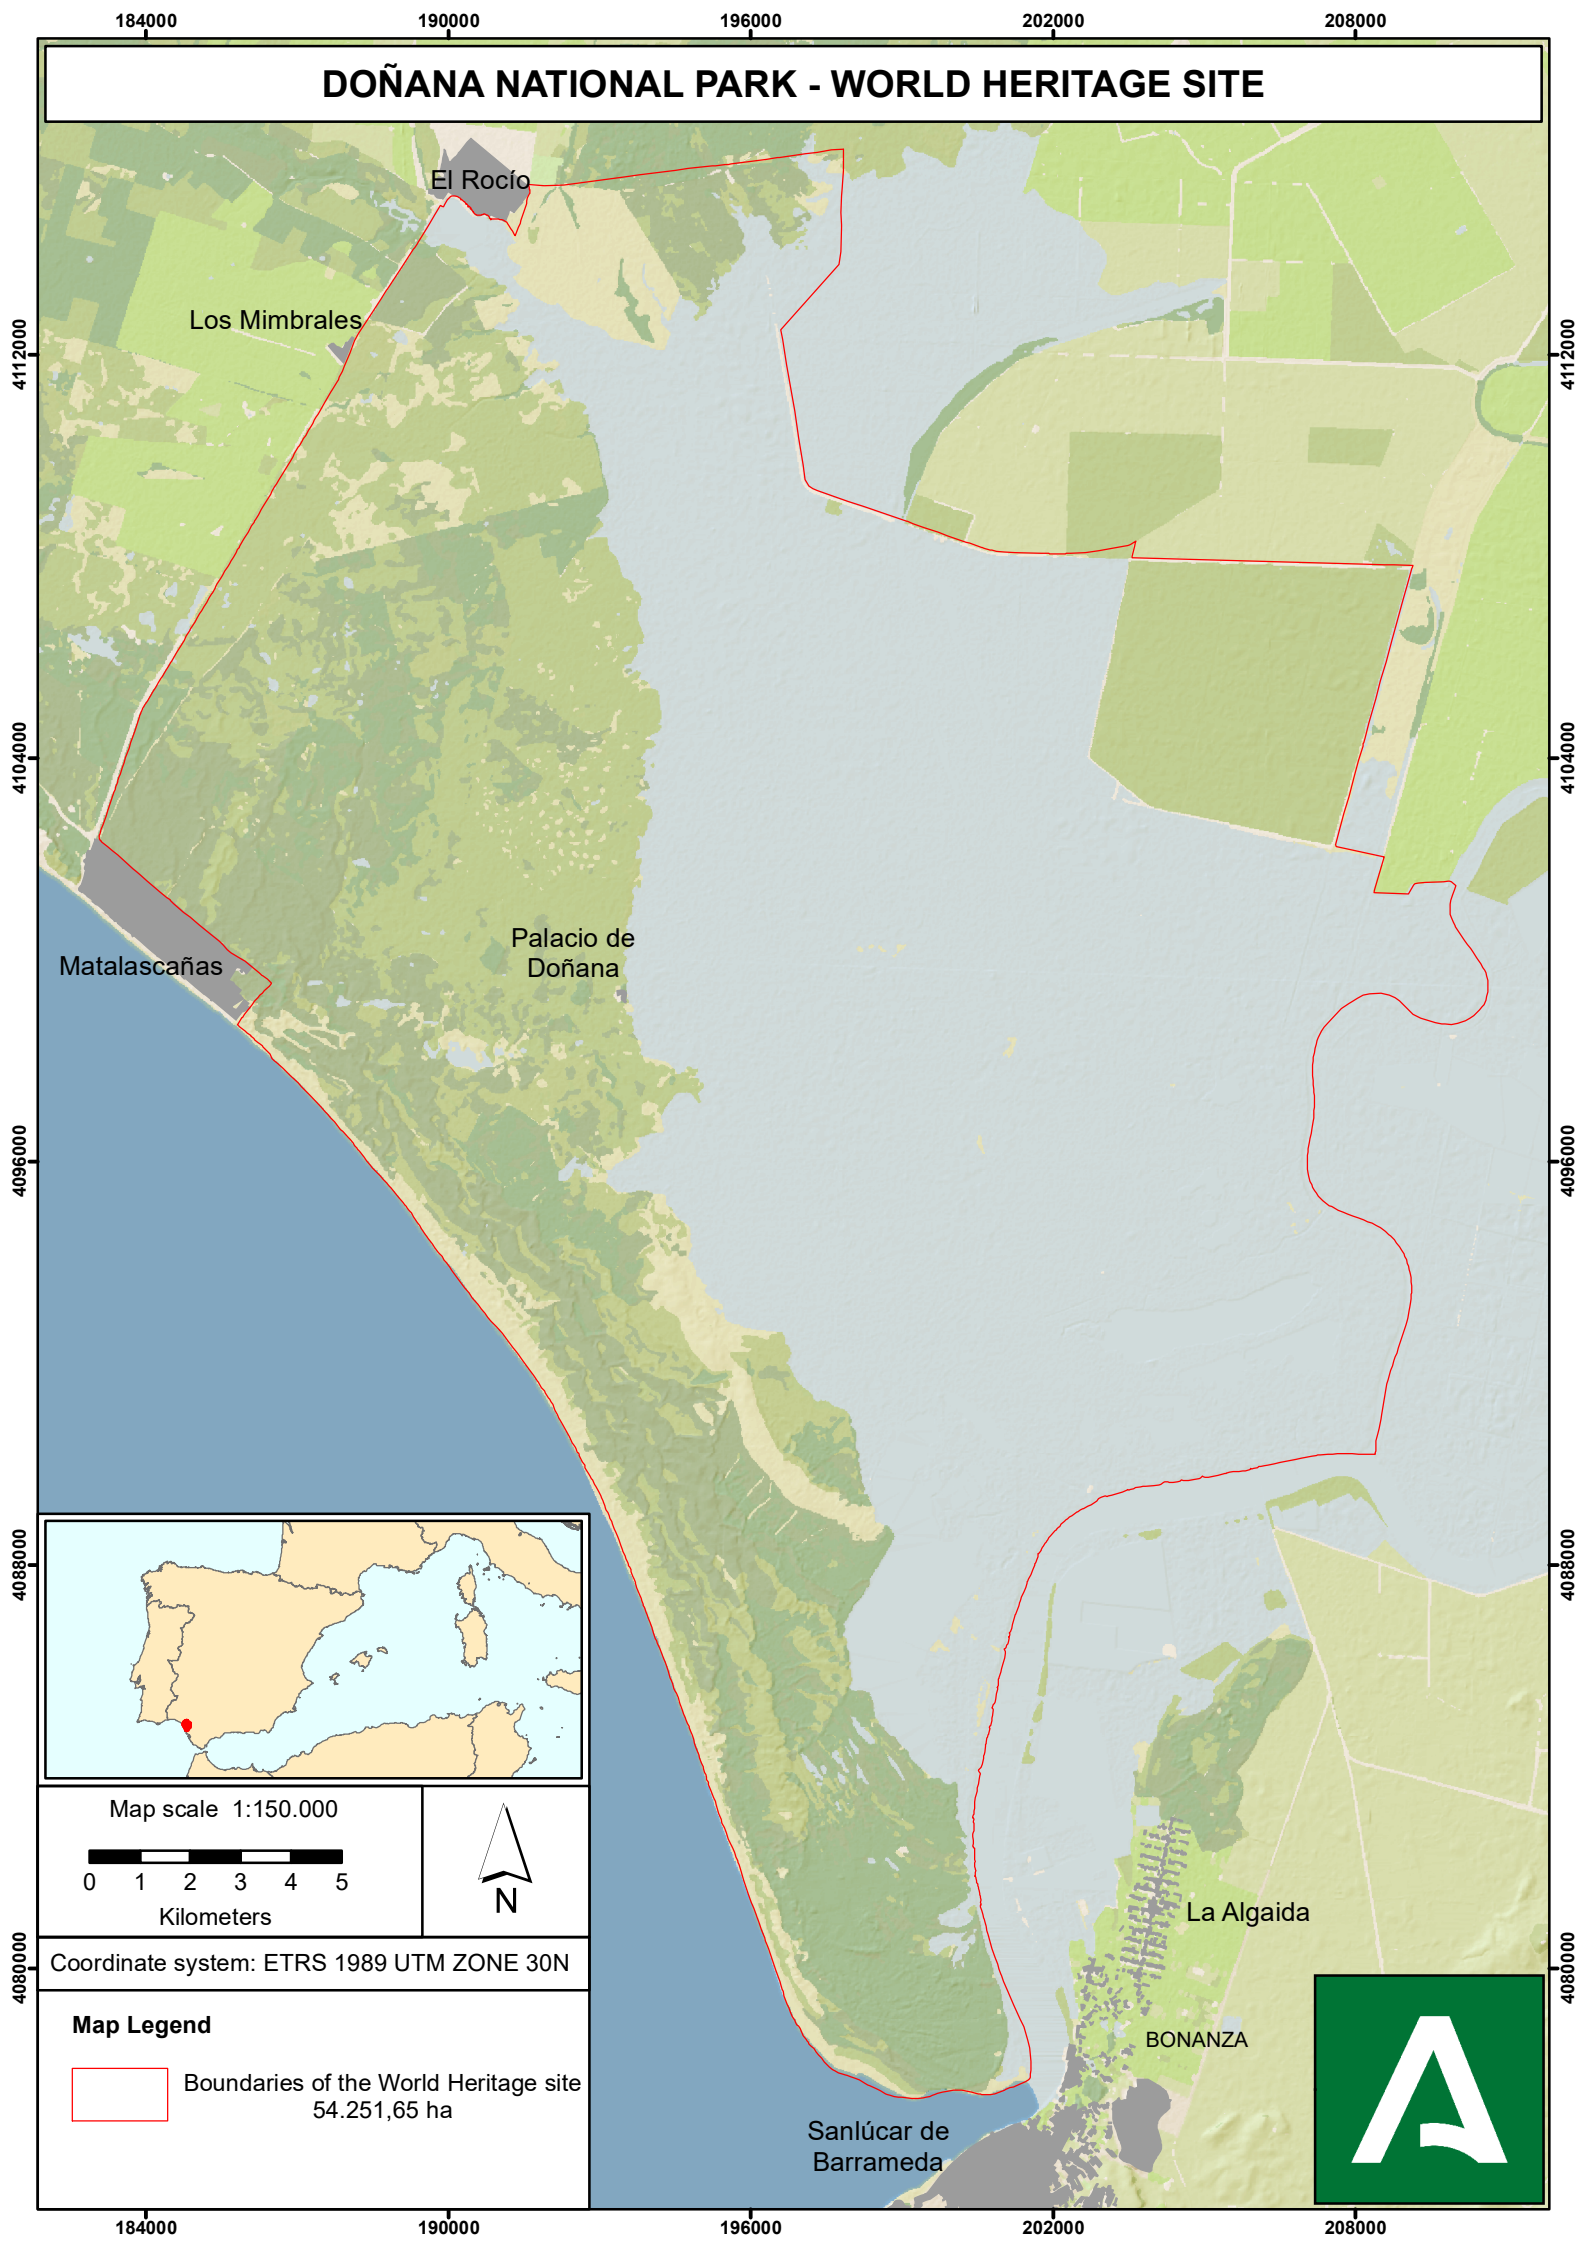 184000 190000 196000 202000 208000
DOÑANA NATIONAL PARK - WORLD HERITAGE SITE
El Rocío
Los Mimbrales
4112000 4112000
4104000 4104000
Palacio de
Doñana
Matalascañas
4096000 4096000
4088000 4088000
Map scale 1:150.000
0 1 2 3 4 5
Kilometers
N
La Algaida
Coordinate system: ETRS 1989 UTM ZONE 30N
4080000 4080000
Map Legend
BONANZA
Boundaries of the World Heritage site
54.251,65 ha
Sanlúcar de
Barrameda
184000 190000 196000 202000 208000